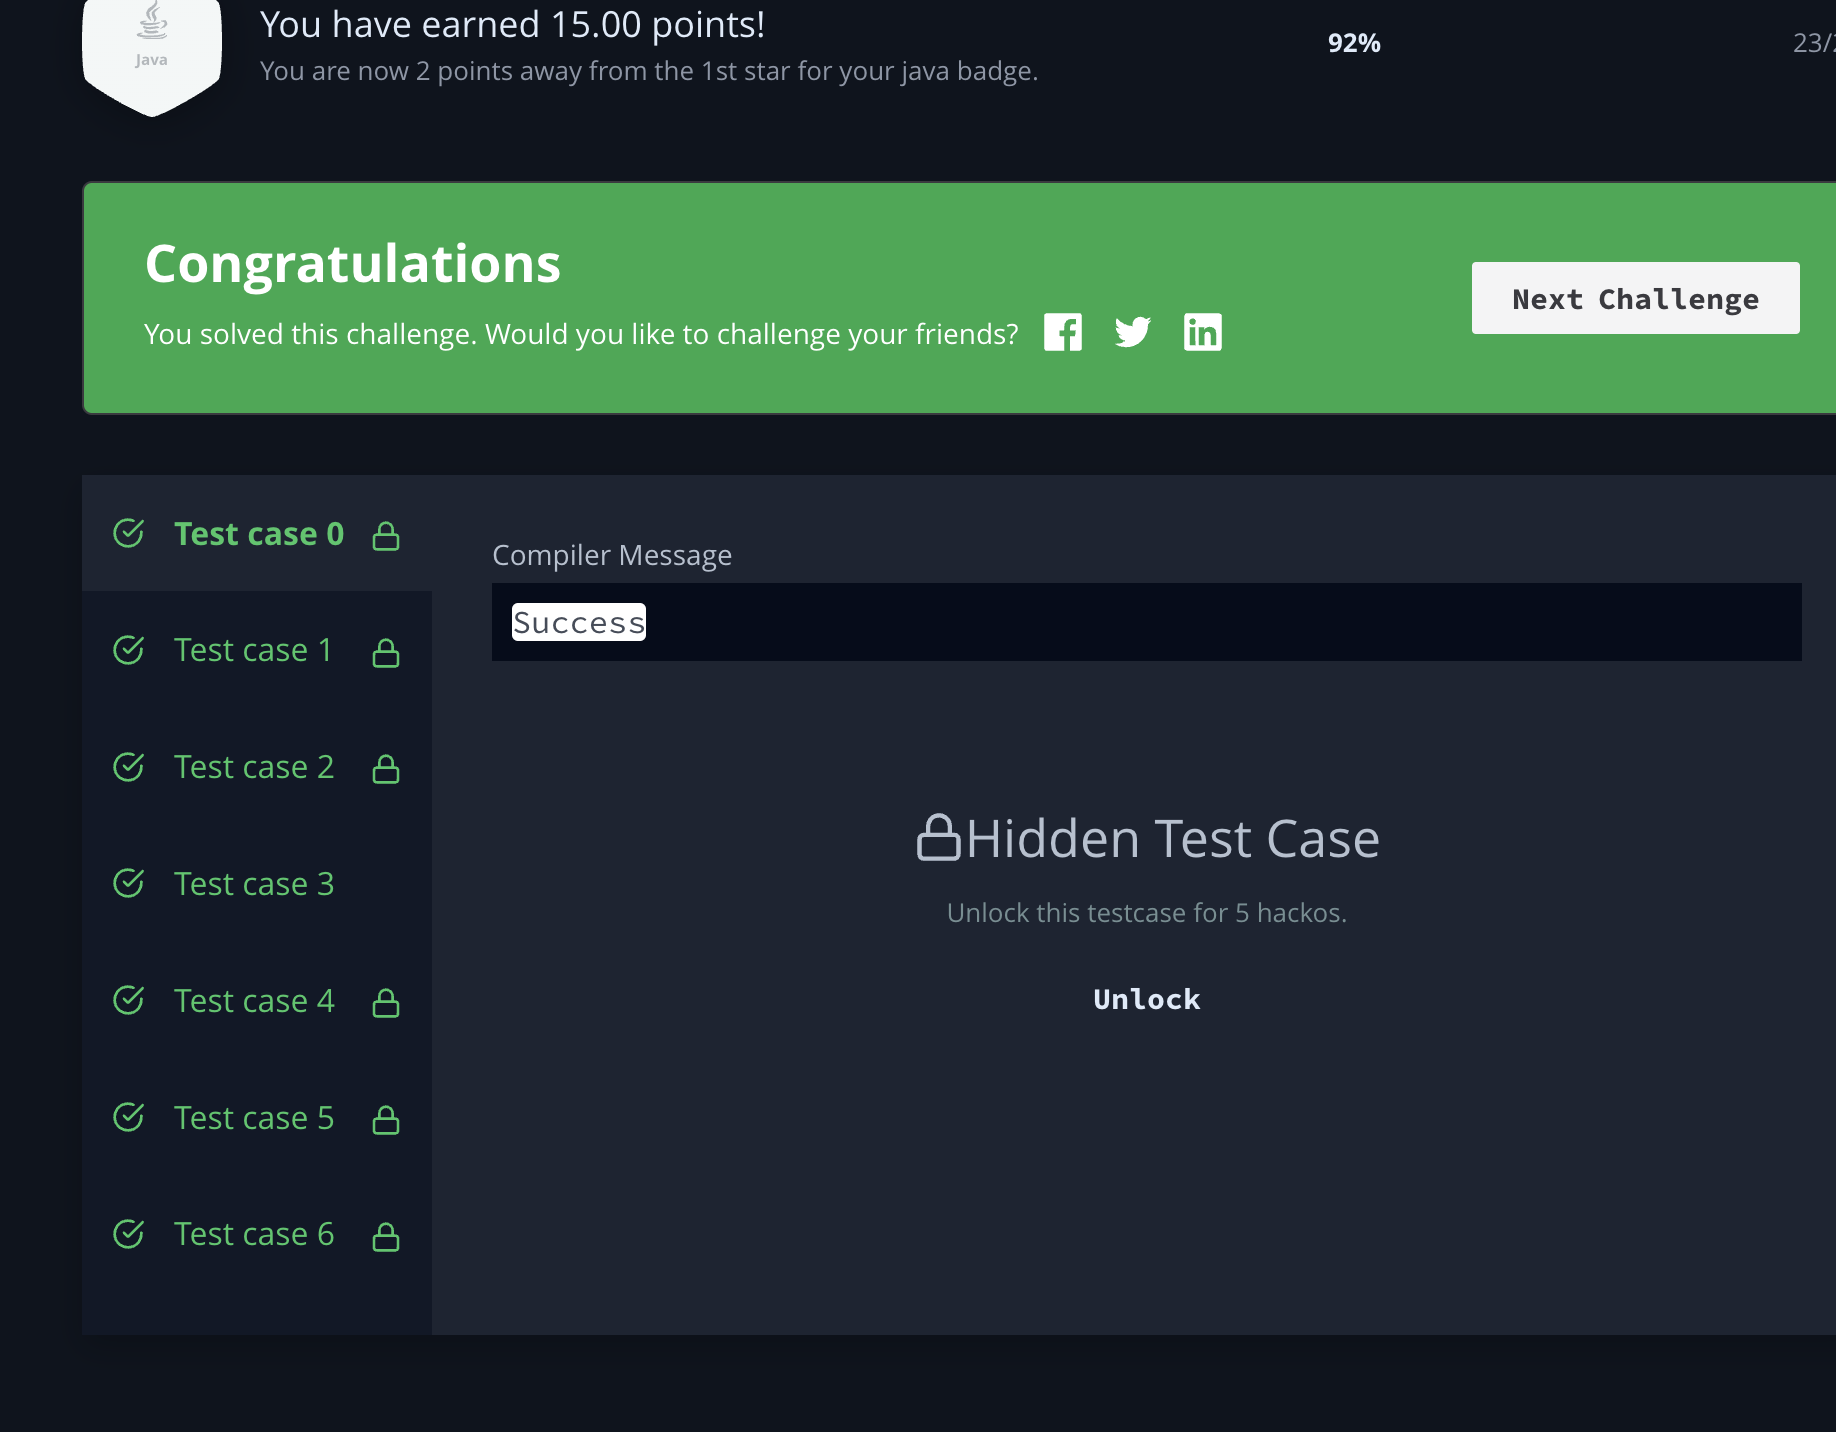 Java
You have earned 15.00 points!
You are now 2 points away from the 1st star for your java badge.
92%
23/
Congratulations
You solved this challenge. Would you like to challenge your friends?
Next Challenge
Test case 0
Test case 1
Test case 2
Test case 3
Test case 4
Test case 5
Test case 6
Compiler Message
Success
Hidden Test Case
Unlock this testcase for 5 hackos.
Unlock